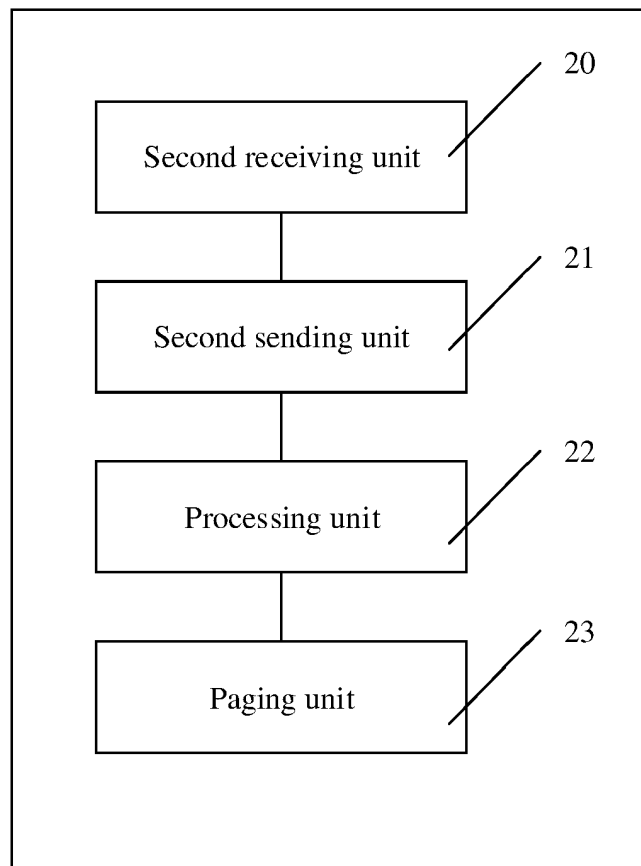 20
Second receiving unit
21
Second sending unit
22
Processing unit
23
Paging unit